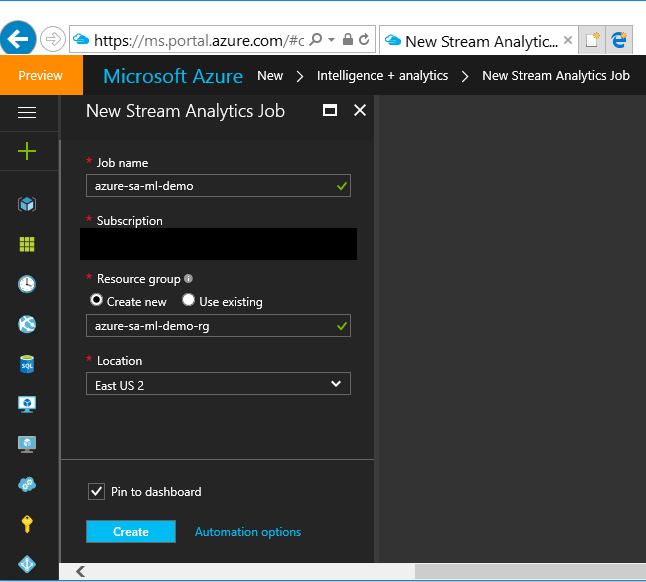 https://ms.portal.azure.com/#c
New Stream Analytic...
Preview
Microsoft Azure New > Intelligence + analytics > New Stream Analytics Job
New Stream Analytics Job
* Job name
azure-sa-ml-demo
* Subscription
* Resource group
Create new Use existing
azure-sa-ml-demo-rg
* Location
East US 2
SQL
Pin to dashboard
Create Automation options